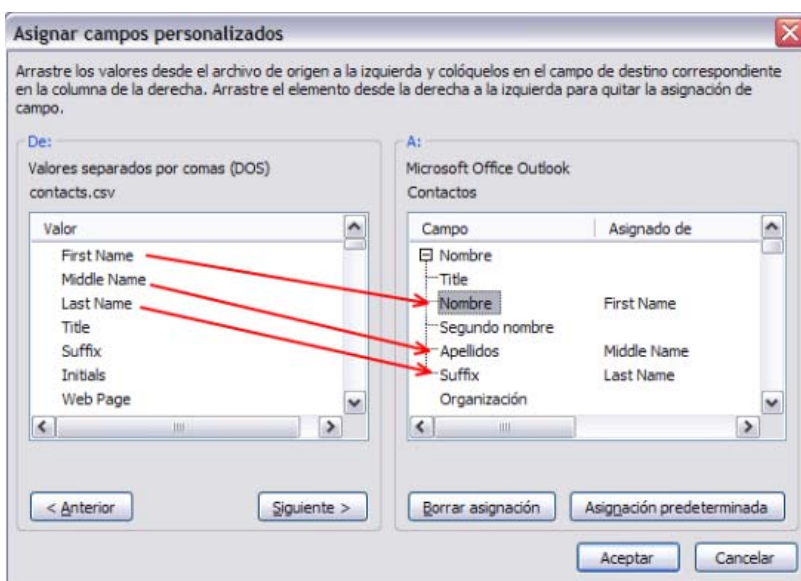 Asignar campos personalizados
Arrastre los valores desde el archivo de origen a la izquierda y colóquelos en el campo de destino correspondiente
en la columna de la derecha. Arrastre el elemento desde la derecha a la izquierda para quitar la asignación de
campo.
De:
Valores separados por comas (DOS)
contacts.csv
Valor
First Name
Middle Name
Last Name
Title
Suffix
Initials
Web Page
< Anterior
Siguiente >
A:
Microsoft Office Outlook
Contactos
Campo Asignado de
Nombre
Title
Nombre First Name
Segundo nombre
Apellidos Middle Name
Suffix Last Name
Organización
Borrar asignación
Asignación predeterminada
Aceptar
Cancelar